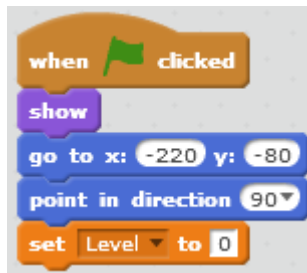 when clicked
show
go to x: -220 y: -80
point in direction 90
set Level to 0